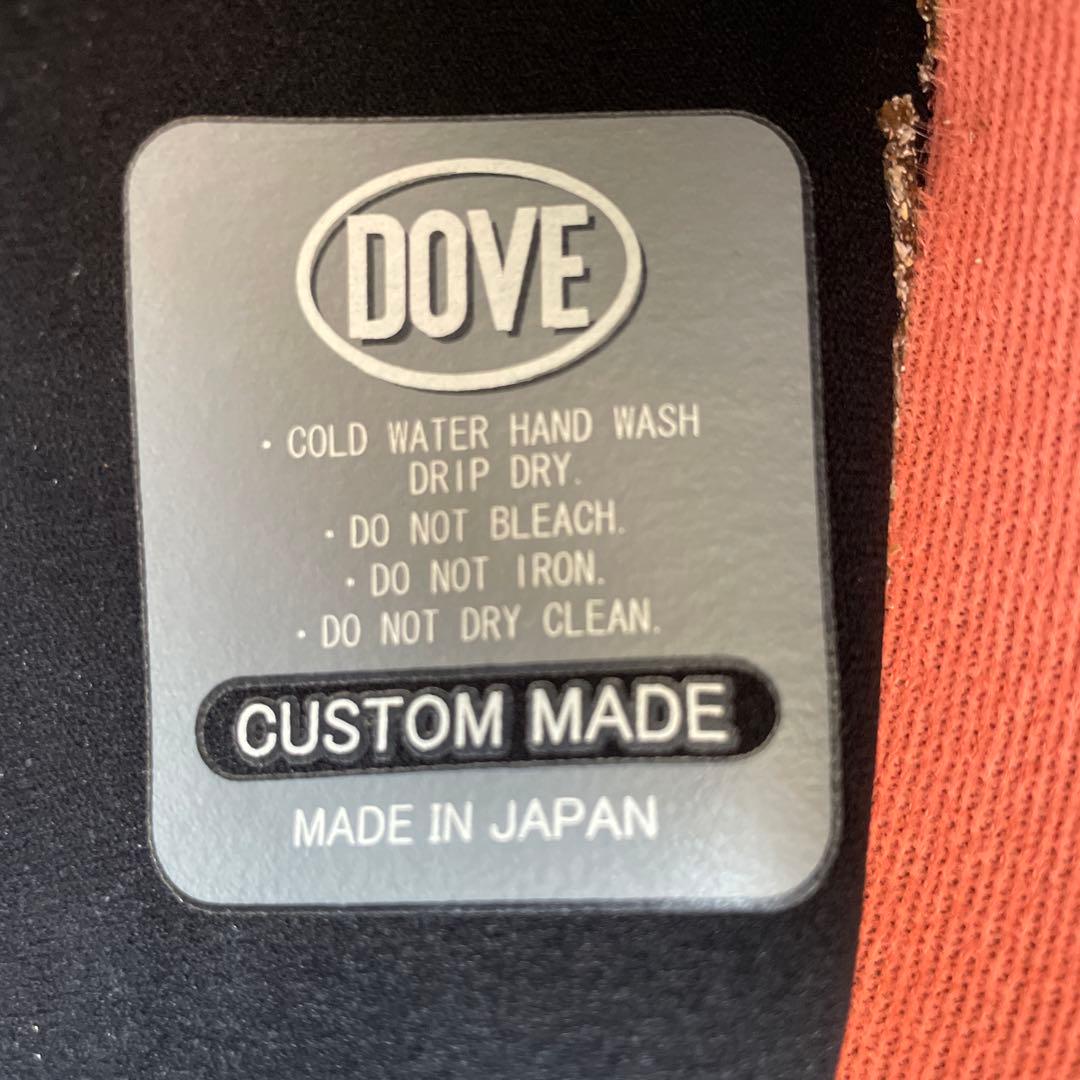 DOVE
・COLD WATER HAND WASH
DRIP DRY.
・DO NOT BLEACH.
・DO NOT IRON.
・DO NOT DRY CLEAN.
CUSTOM MADE
MADE IN JAPAN